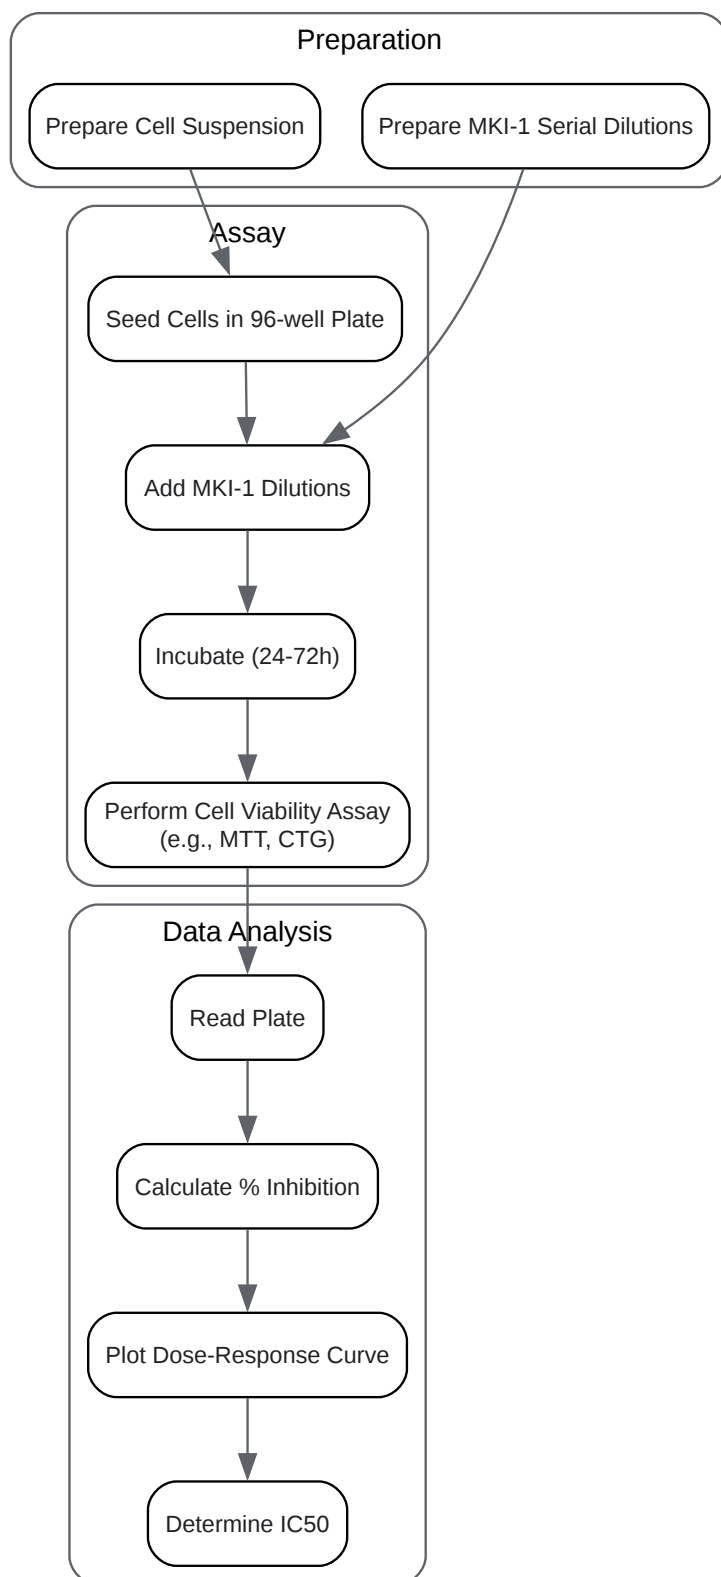 Preparation
Prepare Cell Suspension
Prepare MKI-1 Serial Dilutions
Assay
Seed Cells in 96-well Plate
Add MKI-1 Dilutions
Incubate (24-72h)
Perform Cell Viability Assay
(e.g., MTT, CTG)
Data Analysis
Read Plate
Calculate % Inhibition
Plot Dose-Response Curve
Determine IC50